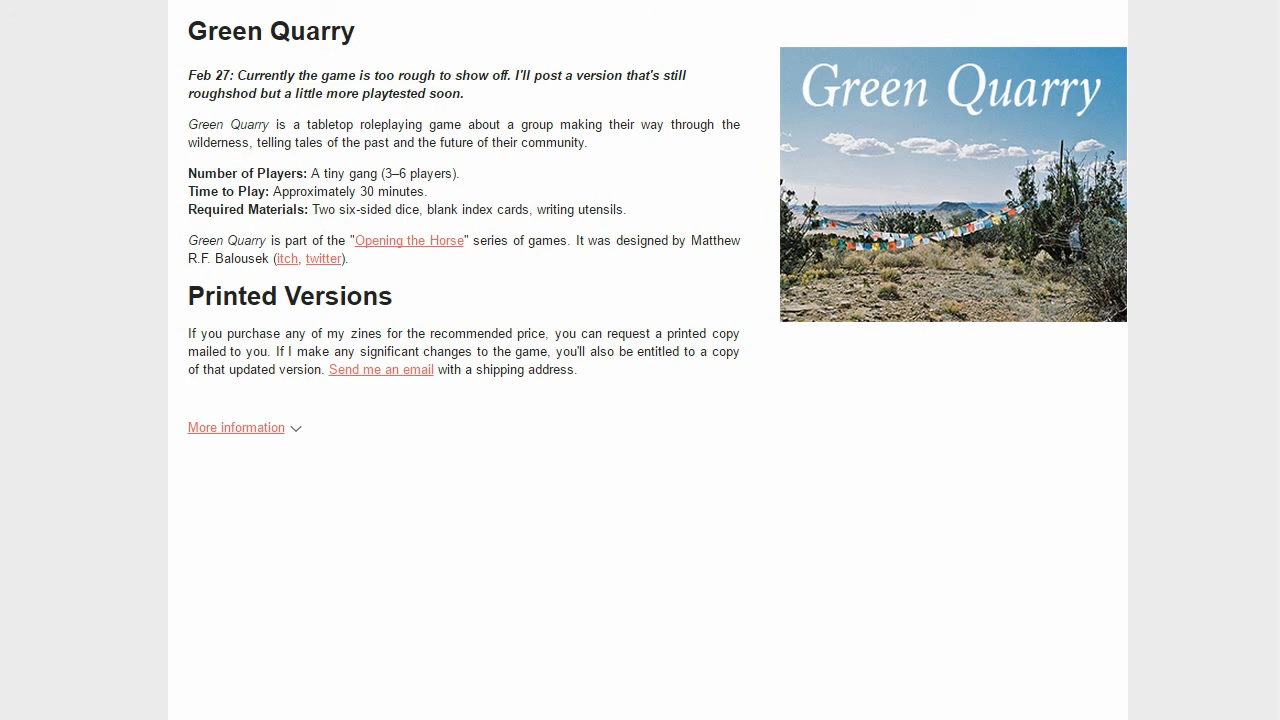 Green Quarry
Green Quarry
Feb 27: Currently the game is too rough to show off. I'll post a version that's still
roughshod but a little more playtested soon.
Green Quarry is a tabletop roleplaying game about a group making their way through the
wilderness, telling tales of the past and the future of their community.
Number of Players: A tiny gang (3–6 players).
Time to Play: Approximately 30 minutes.
Required Materials: Two six-sided dice, blank index cards, writing utensils.
Green Quarry is part of the "Opening the Horse" series of games. It was designed by Matthew
R.F. Balousek (itch, twitter).
Printed Versions
If you purchase any of my zines for the recommended price, you can request a printed copy
mailed to you. If I make any significant changes to the game, you'll also be entitled to a copy
of that updated version. Send me an email with a shipping address.
More information